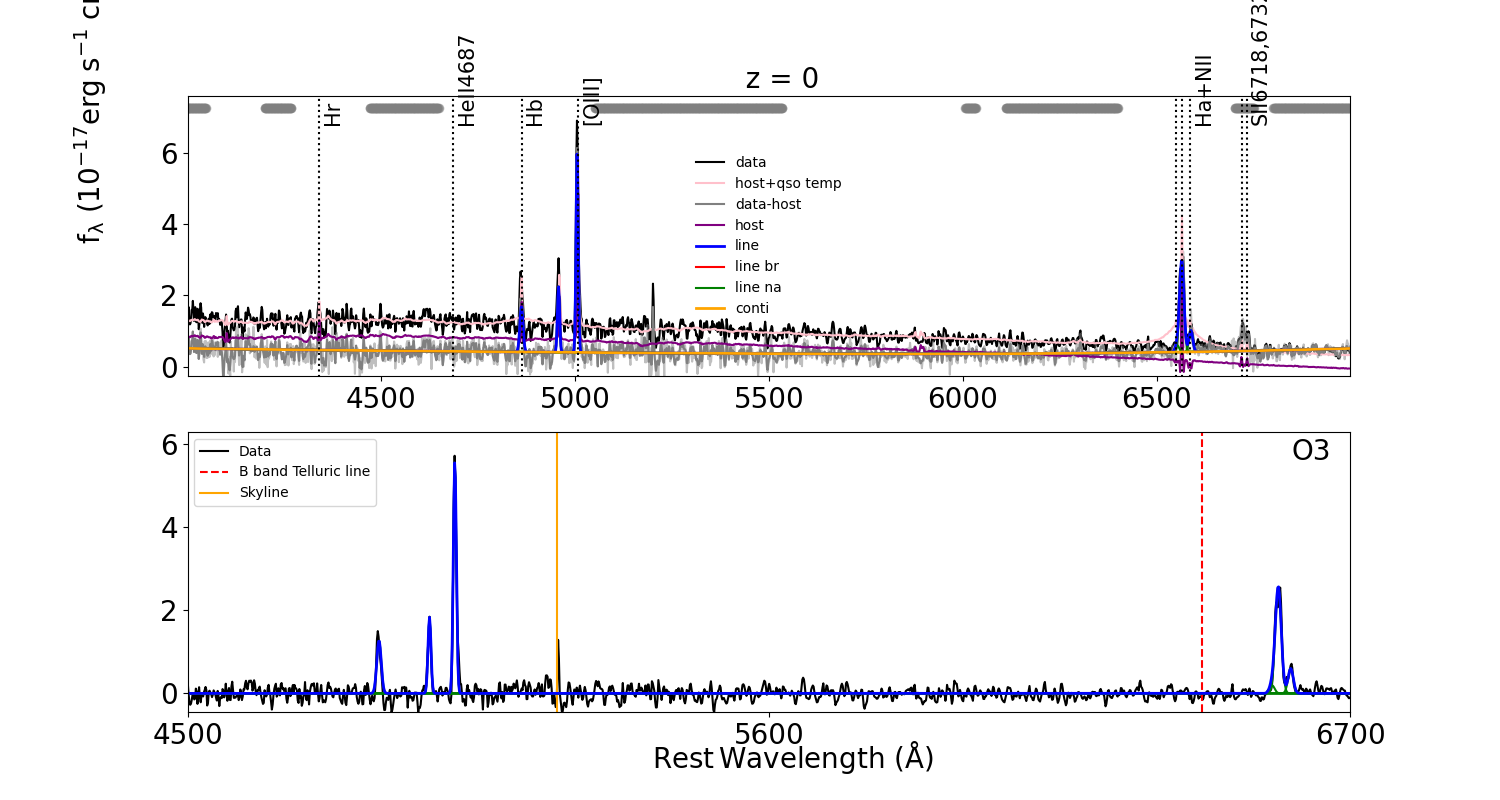 z = 0
f_λ (10^−17 erg s^−1 c
Hr
HeII4687
Hb
[OIII]
Ha+NII
SII6718,673
6
4
2
0
data
host+qso temp
data-host
host
line
line br
line na
conti
4500
5000
5500
6000
6500
6
4
2
0
Data
B band Telluric line
Skyline
O3
4500
5600
6700
Rest Wavelength (Å)